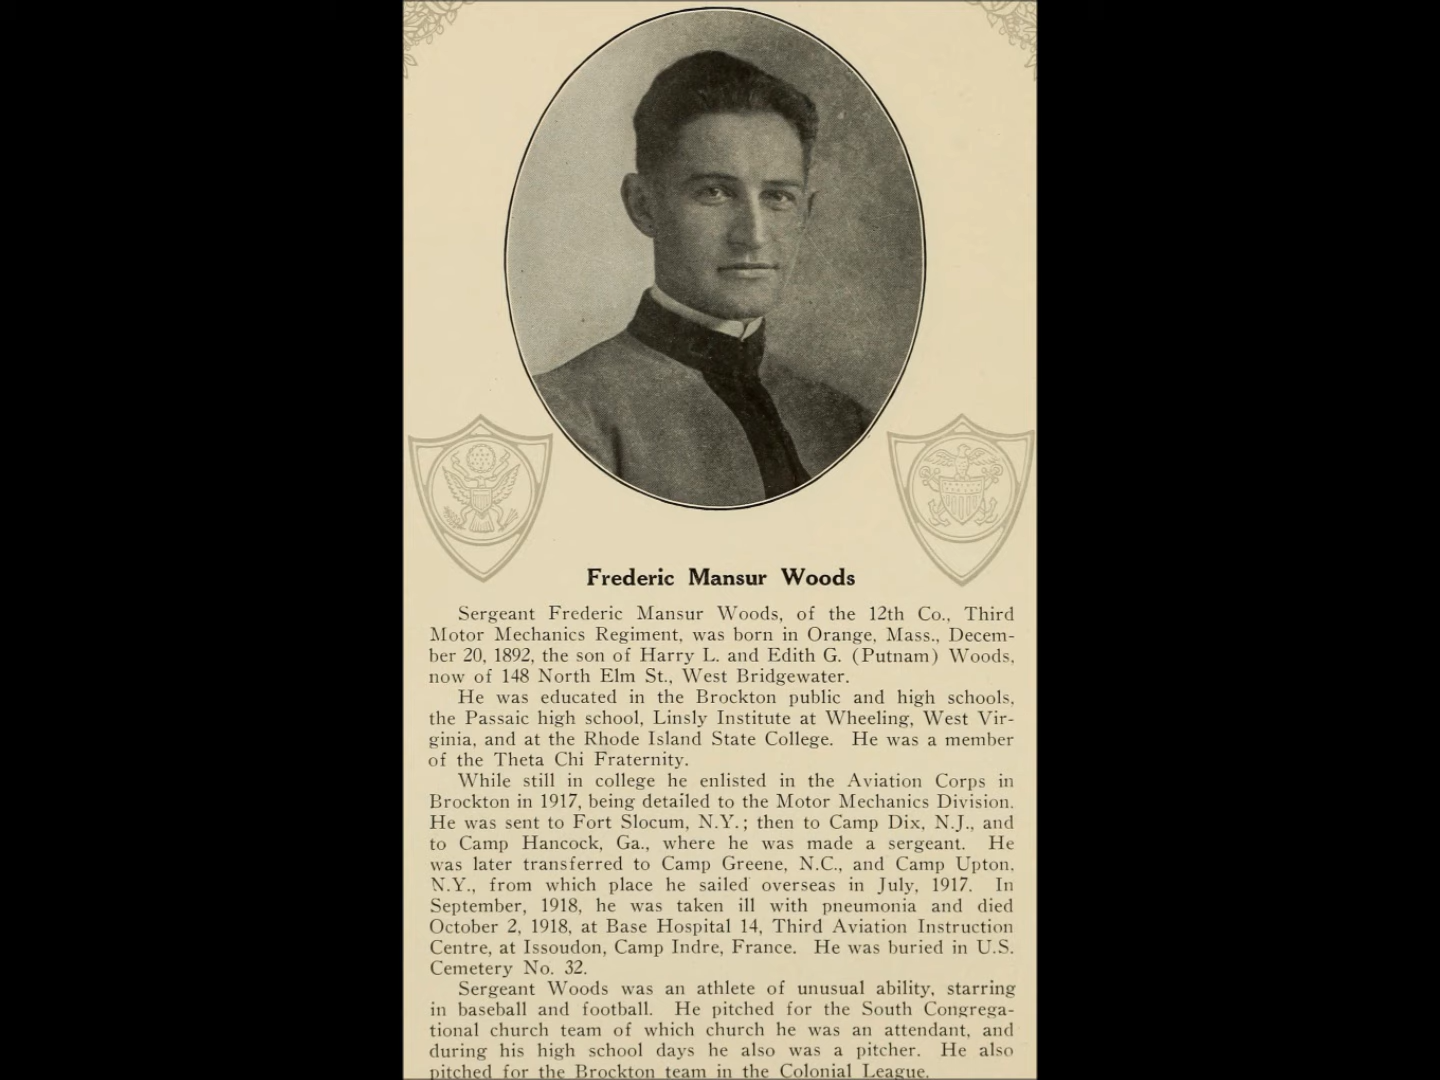 Frederic Mansur Woods
Sergeant Frederic Mansur Woods, of the 12th Co., Third
Motor Mechanics Regiment, was born in Orange, Mass., Decem-
ber 20, 1892, the son of Harry L. and Edith G. (Putnam) Woods,
now of 148 North Elm St., West Bridgewater.
He was educated in the Brockton public and high schools,
the Passaic high school, Linsly Institute at Wheeling, West Vir-
ginia, and at the Rhode Island State College. He was a member
of the Theta Chi Fraternity.
While still in college he enlisted in the Aviation Corps in
Brockton in 1917, being detailed to the Motor Mechanics Division.
He was sent to Fort Slocum, N.Y.; then to Camp Dix, N.J., and
to Camp Hancock, Ga., where he was made a sergeant. He
was later transferred to Camp Greene, N.C., and Camp Upton,
N.Y., from which place he sailed overseas in July, 1917. In
September, 1918, he was taken ill with pneumonia and died
October 2, 1918, at Base Hospital 14, Third Aviation Instruction
Centre, at Issoudon, Camp Indre, France. He was buried in U.S.
Cemetery No. 32.
Sergeant Woods was an athlete of unusual ability, starring
in baseball and football. He pitched for the South Congrega-
tional church team of which church he was an attendant, and
during his high school days he also was a pitcher. He also
pitched for the Brockton team in the Colonial League.